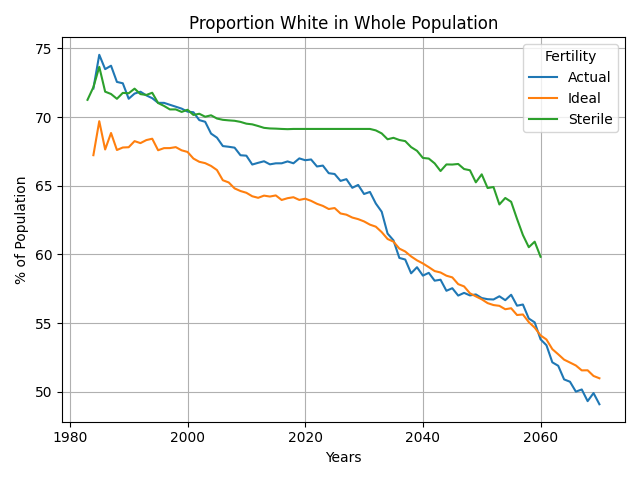 Proportion White in Whole Population
Fertility
Actual
Ideal
Sterile
% of Population
75
70
65
60
55
50
1980
2000
2020
2040
2060
Years